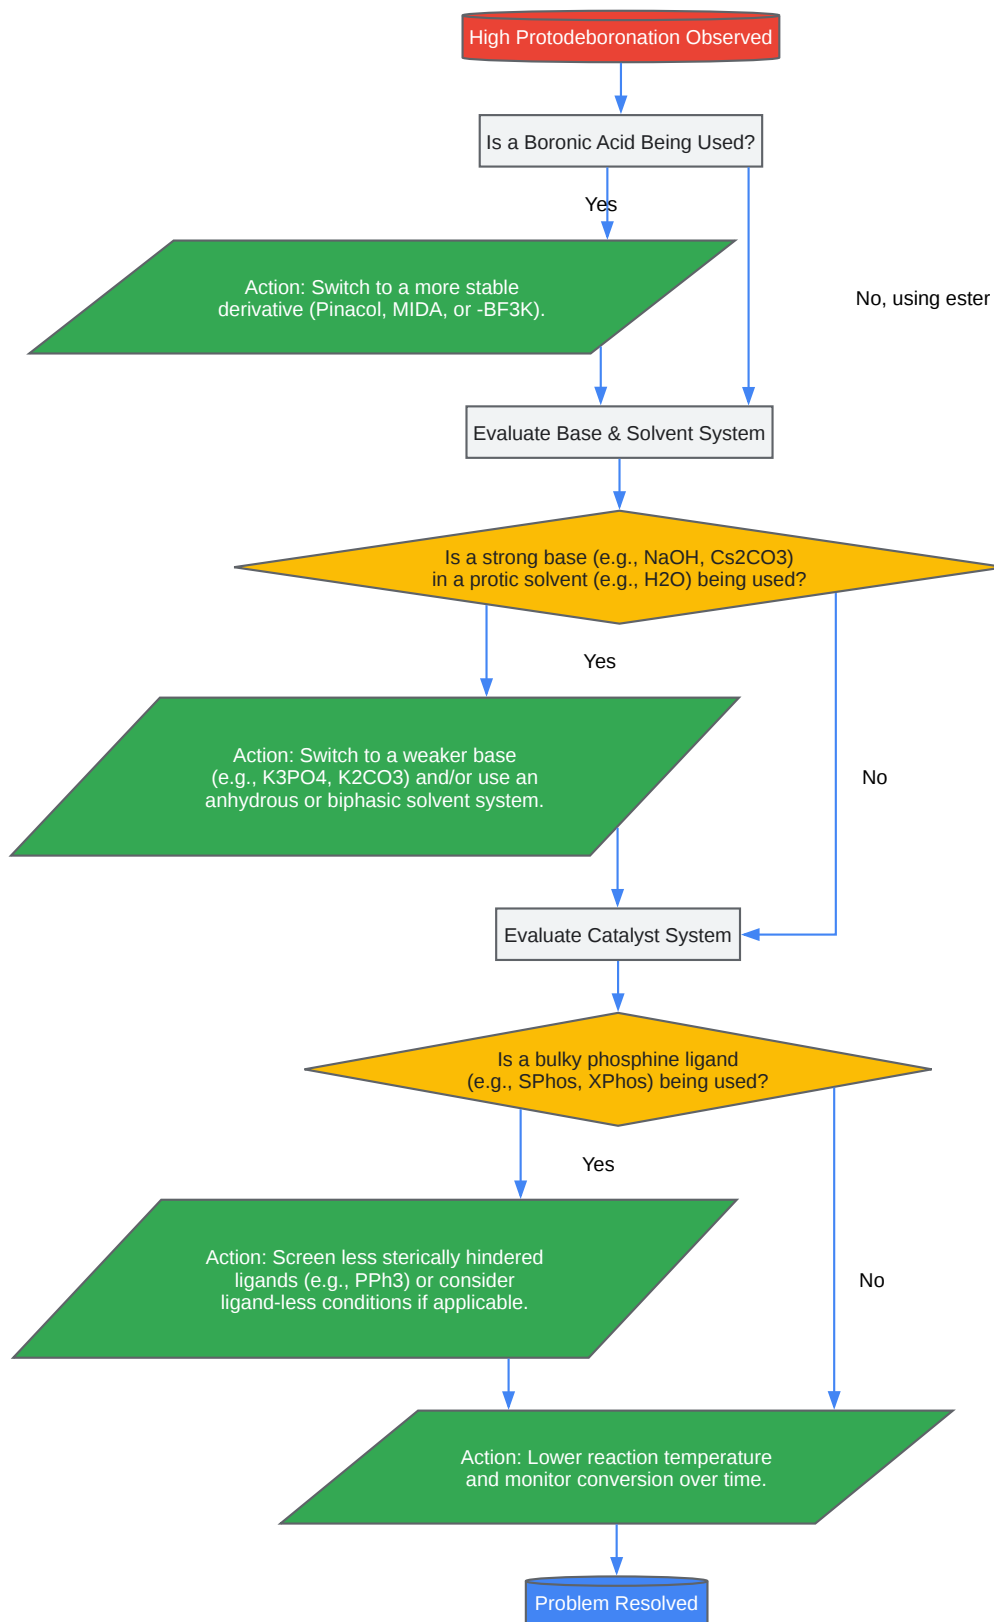 High Protodeboronation Observed
Is a Boronic Acid Being Used?
Yes
Action: Switch to a more stable
derivative (Pinacol, MIDA, or -BF3K).
No, using ester
Evaluate Base & Solvent System
Is a strong base (e.g., NaOH, Cs2CO3)
in a protic solvent (e.g., H2O) being used?
Yes
Action: Switch to a weaker base
(e.g., K3PO4, K2CO3) and/or use an
anhydrous or biphasic solvent system.
No
Evaluate Catalyst System
Is a bulky phosphine ligand
(e.g., SPhos, XPhos) being used?
Yes
Action: Screen less sterically hindered
ligands (e.g., PPh3) or consider
ligand-less conditions if applicable.
No
Action: Lower reaction temperature
and monitor conversion over time.
Problem Resolved